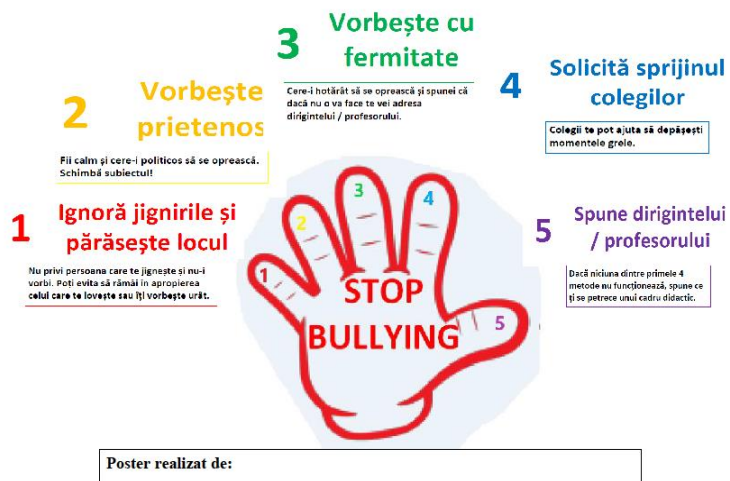 1
Ignoră jignirile și
părăsește locul
Nu privi persoana care te jignește și nu-i
vorbi. Poți evita să rămâi în apropierea
celui care te lovește sau îți vorbește urât.
2
Vorbește
prietenos
Fii calm și cere-i politicos să se oprească.
Schimbă subiectul!
3
Vorbește cu
fermitate
Cere-i hotărât să se oprească și spunei că
dacă nu o va face te vei adresa
dirigintelui / profesorului.
4
Solicită sprijinul
colegilor
Colegii te pot ajuta să depășești
momentele grele.
5
Spune dirigintelui
/ profesorului
Dacă niciuna dintre primele 4
metode nu funcționează, spune ce
ți se petrece unui cadru didactic.
1
2
3
4
5
STOP
BULLYING
Poster realizat de: